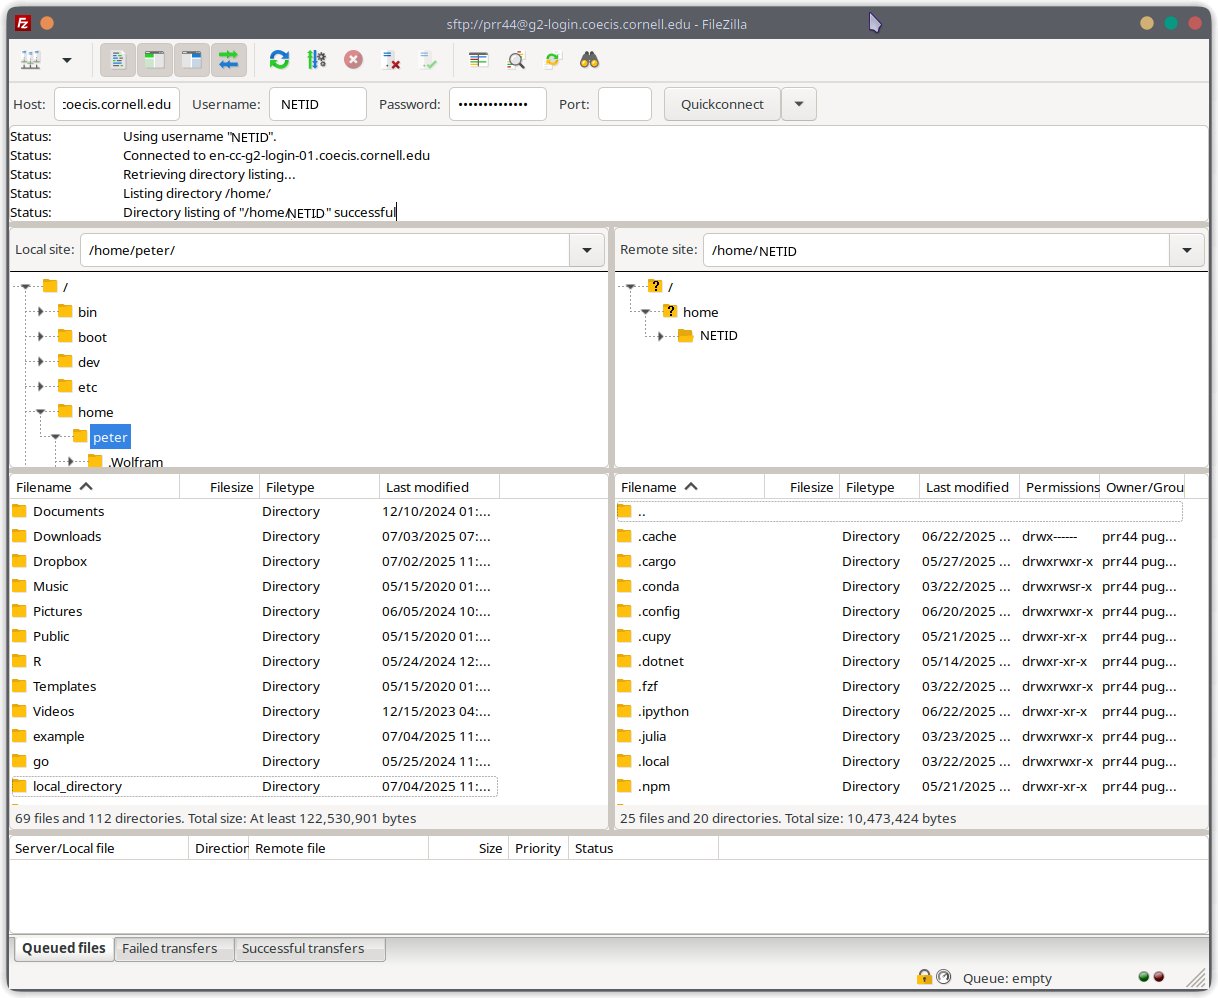 sftp://prr44@g2-login.coecis.cornell.edu - FileZilla
Host: :coecis.cornell.edu Username: NETID Password: •••••••••••••• Port: Quickconnect
Status: Using username "NETID".
Status: Connected to en-cc-g2-login-01.coecis.cornell.edu
Status: Retrieving directory listing...
Status: Listing directory /home/
Status: Directory listing of "/home/NETID" successful
Local site: /home/peter/
/
bin
boot
dev
etc
home
peter
.Wolfram
Remote site: /home/NETID
/
home
NETID
Filename Filesize Filetype Last modified
Documents Directory 12/10/2024 01:...
Downloads Directory 07/03/2025 07:...
Dropbox Directory 07/02/2025 11:...
Music Directory 05/15/2020 01:...
Pictures Directory 06/05/2024 10:...
Public Directory 05/15/2020 01:...
R Directory 05/24/2024 12:...
Templates Directory 05/15/2020 01:...
Videos Directory 12/15/2023 04:...
example Directory 07/04/2025 11:...
go Directory 05/25/2024 11:...
local_directory Directory 07/04/2025 11:...
69 files and 112 directories. Total size: At least 122,530,901 bytes
Filename Filesize Filetype Last modified Permissions Owner/Grou
..
.cache Directory 06/22/2025 ... drwx------ prr44 pug...
.cargo Directory 05/27/2025 ... drwxrwxr-x prr44 pug...
.conda Directory 03/22/2025 ... drwxrwsr-x prr44 pug...
.config Directory 06/20/2025 ... drwxrwxr-x prr44 pug...
.cupy Directory 05/21/2025 ... drwxr-xr-x prr44 pug...
.dotnet Directory 05/14/2025 ... drwxr-xr-x prr44 pug...
.fzf Directory 03/22/2025 ... drwxrwxr-x prr44 pug...
.ipython Directory 06/22/2025 ... drwxr-xr-x prr44 pug...
.julia Directory 03/23/2025 ... drwxrwxr-x prr44 pug...
.local Directory 03/22/2025 ... drwxrwxr-x prr44 pug...
.npm Directory 05/21/2025 ... drwxr-xr-x prr44 pug...
25 files and 20 directories. Total size: 10,473,424 bytes
Server/Local file Direction Remote file Size Priority Status
Queued files Failed transfers Successful transfers
Queue: empty